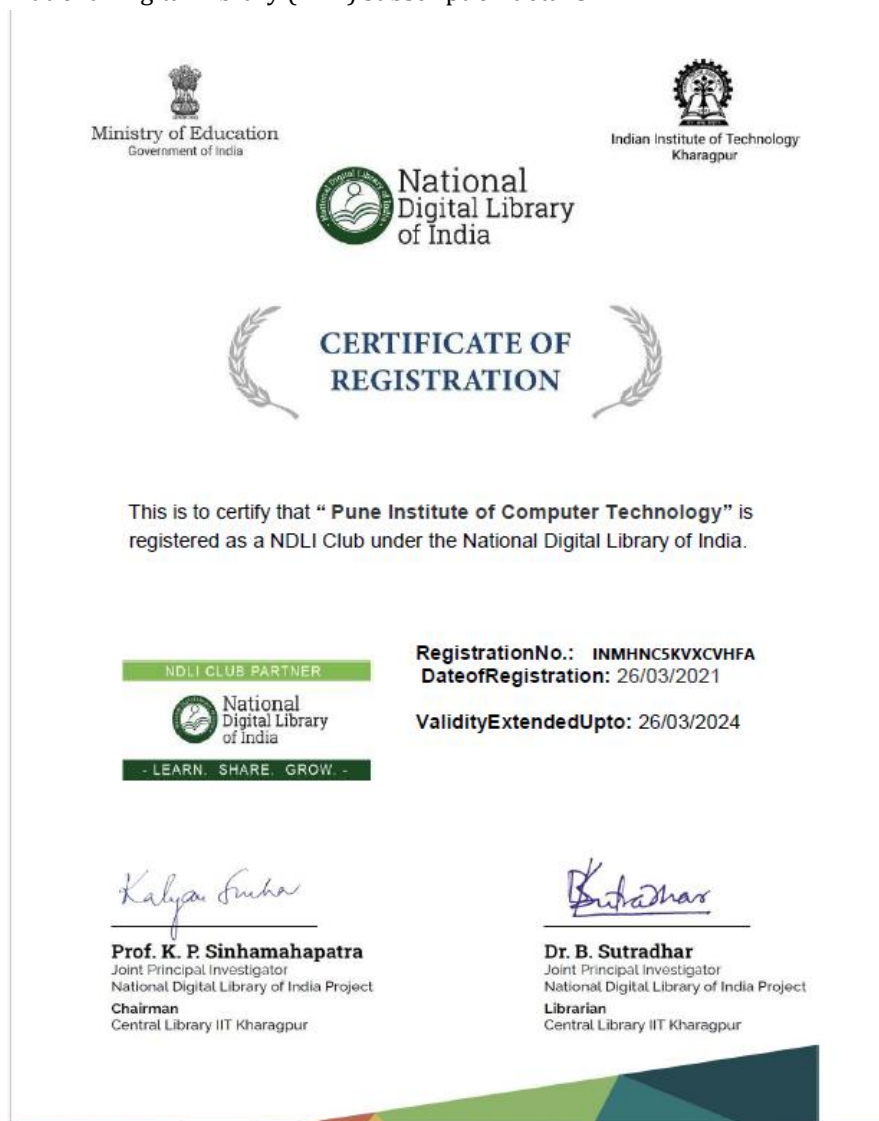 Ministry of Education
Government of India
Indian Institute of Technology
Kharagpur
National
Digital Library
of India
CERTIFICATE OF
REGISTRATION
This is to certify that “ Pune Institute of Computer Technology” is
registered as a NDLI Club under the National Digital Library of India.
NDLI CLUB PARTNER
National
Digital Library
of India
- LEARN. SHARE. GROW. -
RegistrationNo.: INMHNC5KVXCVHFA
DateofRegistration: 26/03/2021
ValidityExtendedUpto: 26/03/2024
Prof. K. P. Sinhamahapatra
Joint Principal Investigator
National Digital Library of India Project
Chairman
Central Library IIT Kharagpur
Dr. B. Sutradhar
Joint Principal Investigator
National Digital Library of India Project
Librarian
Central Library IIT Kharagpur